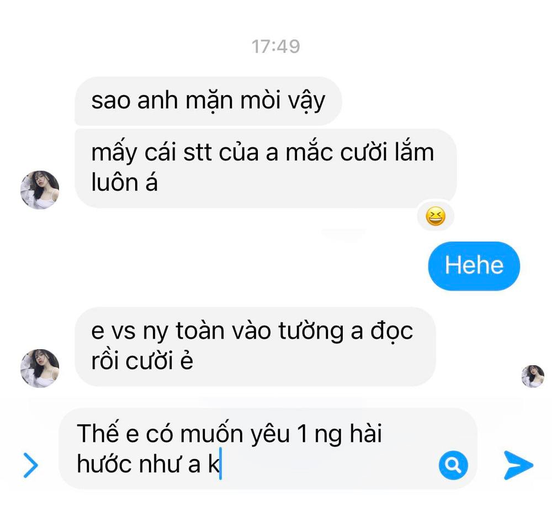 17:49
sao anh mặn mòi vậy
mấy cái stt của a mắc cười lắm
luôn á
Hehe
e vs ny toàn vào tường a đọc
rồi cười ẻ
Thế e có muốn yêu 1 ng hài
hước như a k